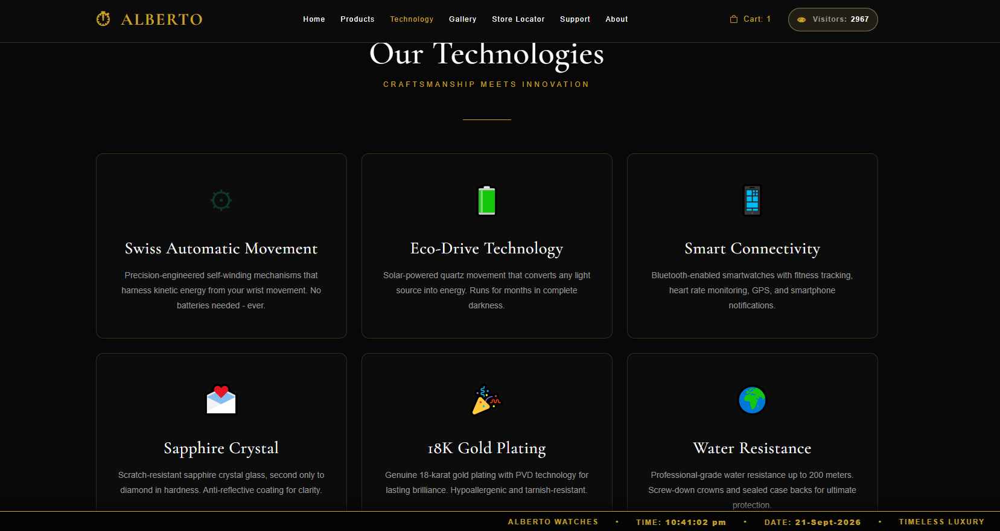 ALBERTO
Home Products Technology Gallery Store Locator Support About
Cart: 1
Visitors: 2967
Our Technologies
CRAFTSMANSHIP MEETS INNOVATION
Swiss Automatic Movement
Precision-engineered self-winding mechanisms that
harness kinetic energy from your wrist movement. No
batteries needed - ever.
Eco-Drive Technology
Solar-powered quartz movement that converts any light
source into energy. Runs for months in complete
darkness.
Smart Connectivity
Bluetooth-enabled smartwatches with fitness tracking,
heart rate monitoring, GPS, and smartphone
notifications.
Sapphire Crystal
Scratch-resistant sapphire crystal glass, second only to
diamond in hardness. Anti-reflective coating for clarity.
18K Gold Plating
Genuine 18-karat gold plating with PVD technology for
lasting brilliance. Hypoallergenic and tarnish-resistant.
Water Resistance
Professional-grade water resistance up to 200 meters.
Screw-down crowns and sealed case backs for ultimate
protection.
ALBERTO WATCHES • TIME: 10:41:02 pm • DATE: 21-Sept-2026 • TIMELESS LUXURY